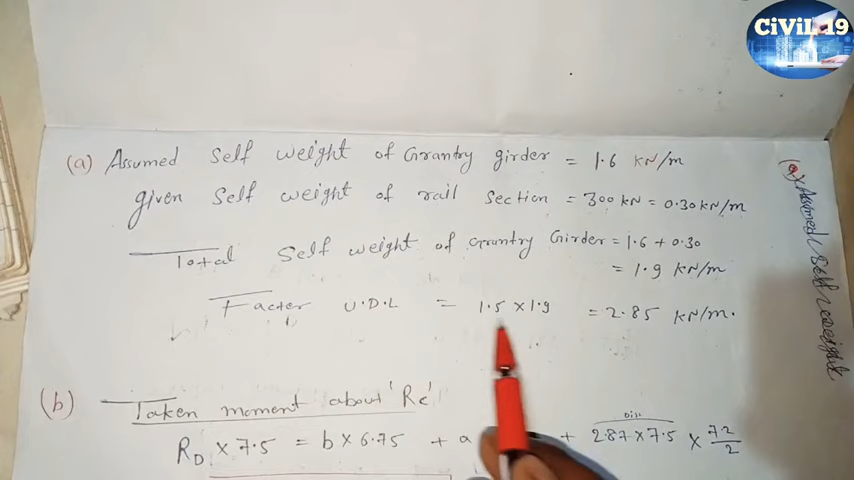 CiViL 19
(a) Assumed self weight of Grantry girder = 1.6 KN/m
given self weight of rail section = 300 KN = 0.30 KN/m
Total self weight of Grantry Girder = 1.6 + 0.30
= 1.9 KN/m
Facter U.D.L = 1.5 × 1.9 = 2.85 KN/m.
(b) Taken moment about 'Rc'
RD × 7.5 = b × 6.75 + a + 2.87 × 7.5 × 7.2/2
(a) Assumed self weight